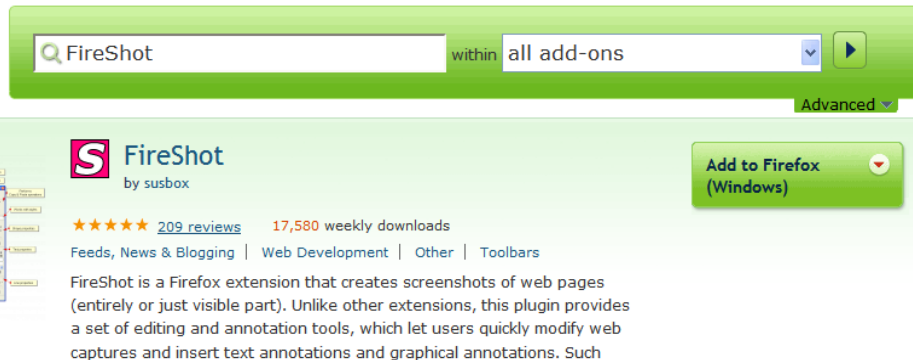 FireShot within all add-ons
Advanced
S FireShot
by susbox
Add to Firefox
(Windows)
209 reviews 17,580 weekly downloads
Feeds, News & Blogging | Web Development | Other | Toolbars
FireShot is a Firefox extension that creates screenshots of web pages
(entirely or just visible part). Unlike other extensions, this plugin provides
a set of editing and annotation tools, which let users quickly modify web
captures and insert text annotations and graphical annotations. Such